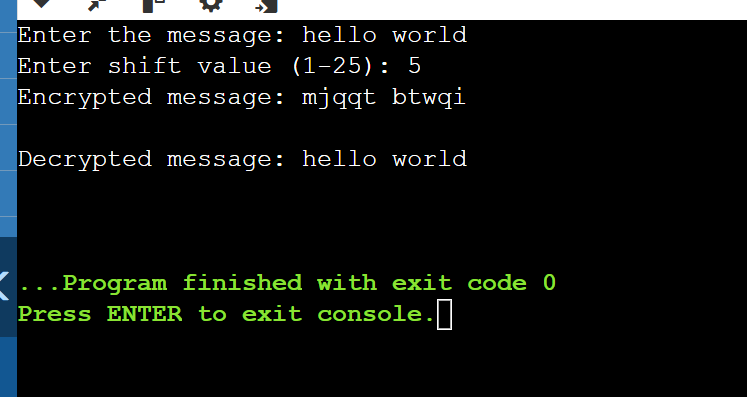 Enter the message: hello world
Enter shift value (1-25): 5
Encrypted message: mjqqt btwqi
Decrypted message: hello world
...Program finished with exit code 0
Press ENTER to exit console.